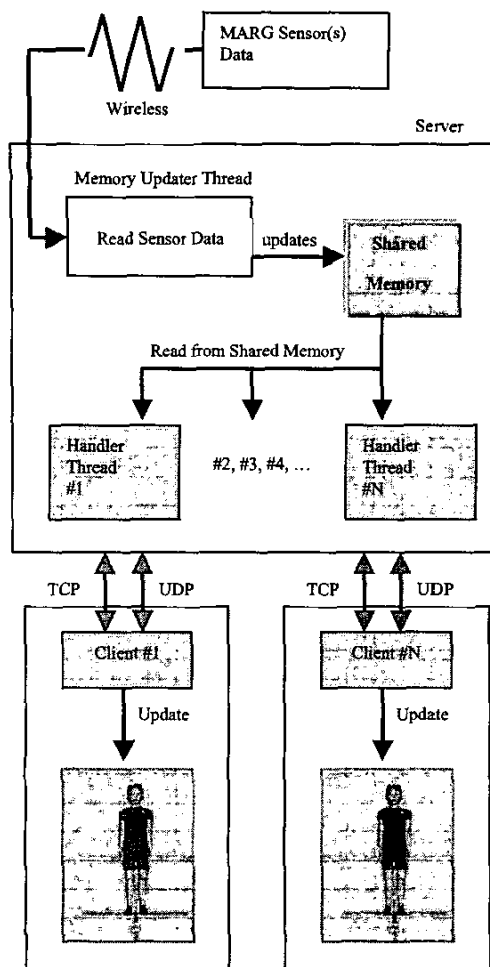 MARG Sensor(s)
Data
Wireless
Server
Memory Updater Thread
Read Sensor Data
updates
Shared
Memory
Read from Shared Memory
Handler
Thread
#1
#2, #3, #4, ...
Handler
Thread
#N
TCP
UDP
TCP
UDP
Client #1
Client #N
Update
Update